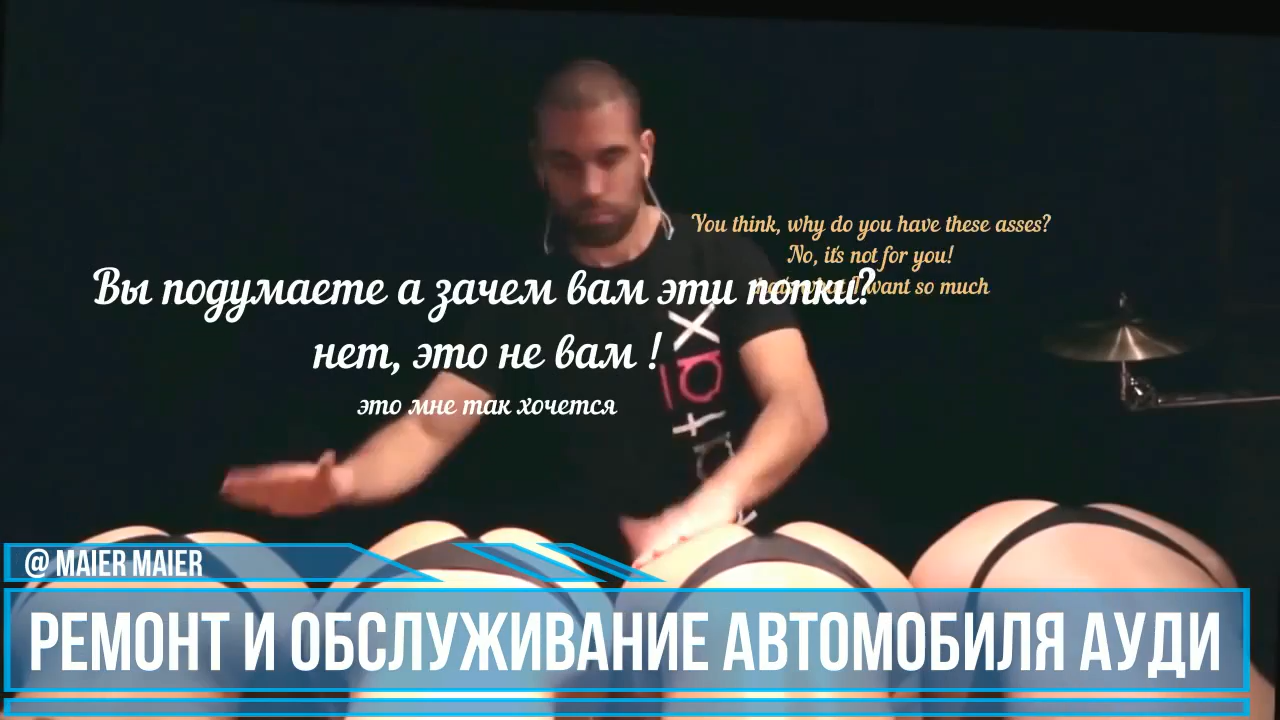 You think, why do you have these asses?
No, it's not for you!
I want so much
Вы подумаете а зачем вам эти попки?
нет, это не вам !
это мне так хочется
@ MAIER MAIER
РЕМОНТ И ОБСЛУЖИВАНИЕ АВТОМОБИЛЯ АУДИ